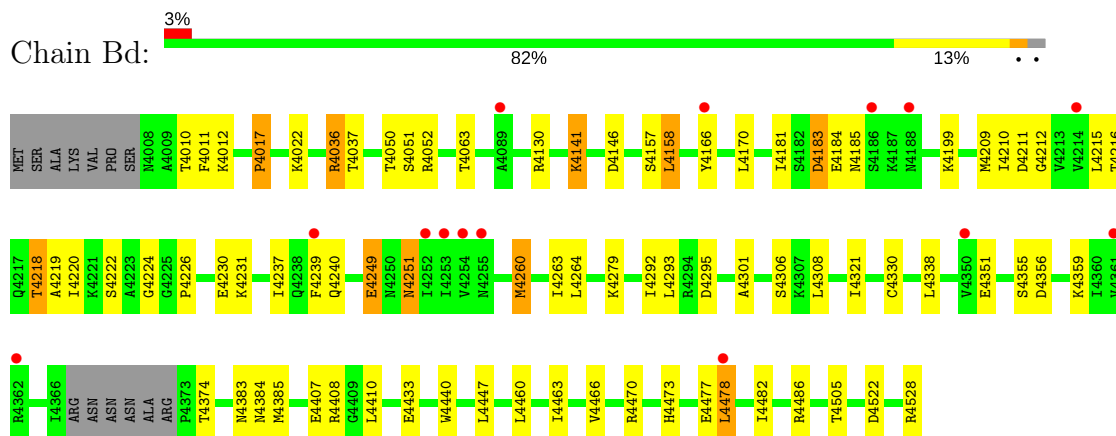 3%
Chain Bd:
82% 13% • •
MET SER ALA LYS VAL PRO SER N4008 A4009 T4010 F4011 K4012 P4017 K4022 R4036 T4037 T4050 S4051 R4052 T4063 A4089 R4130 K4141 D4146 S4157 L4158 Y4166 L4170 I4181 S4182 D4183 E4184 N4185 S4186 K4187 N4188 K4199 M4209 I4210 D4211 G4212 V4213 V4214 L4215 T4216
Q4217 T4218 A4219 I4220 K4221 S4222 A4223 G4224 G4225 P4226 E4230 K4231 I4237 Q4238 F4239 Q4240 E4249 N4250 N4251 I4252 I4253 V4254 N4255 M4260 I4263 L4264 K4279 I4292 L4293 R4294 D4295 A4301 S4306 K4307 L4308 I4321 C4330 L4338 V4350 E4351 S4355 D4356 K4359 I4360 V4361
R4362 I4366 ARG ASN ASN ASN ALA ARG P4373 T4374 N4383 N4384 M4385 E4407 R4408 G4409 L4410 E4433 W4440 L4447 L4460 I4463 V4466 R4470 H4473 E4477 L4478 I4482 R4486 T4505 D4522 R4528